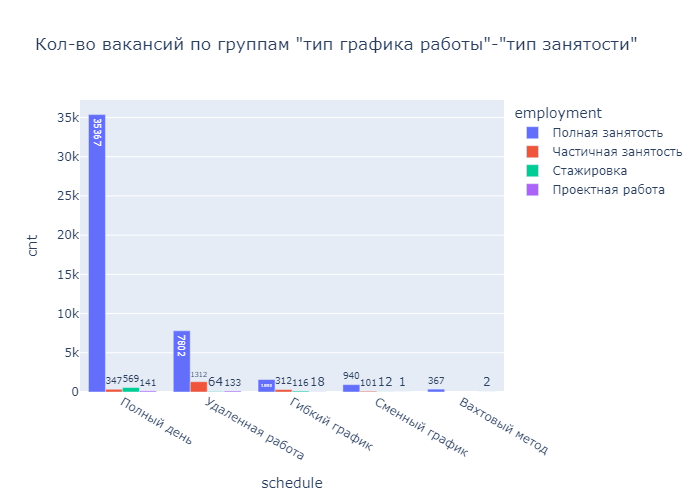 Кол-во вакансий по группам "тип графика работы"-"тип занятости"
employment
Полная занятость
Частичная занятость
Стажировка
Проектная работа
cnt
35k
30k
25k
20k
15k
10k
5k
0
35367
347
569
141
7802
1312
64
133
312
116
18
940
101
12
1
367
2
Полный день
Удаленная работа
Гибкий график
Сменный график
Вахтовый метод
schedule